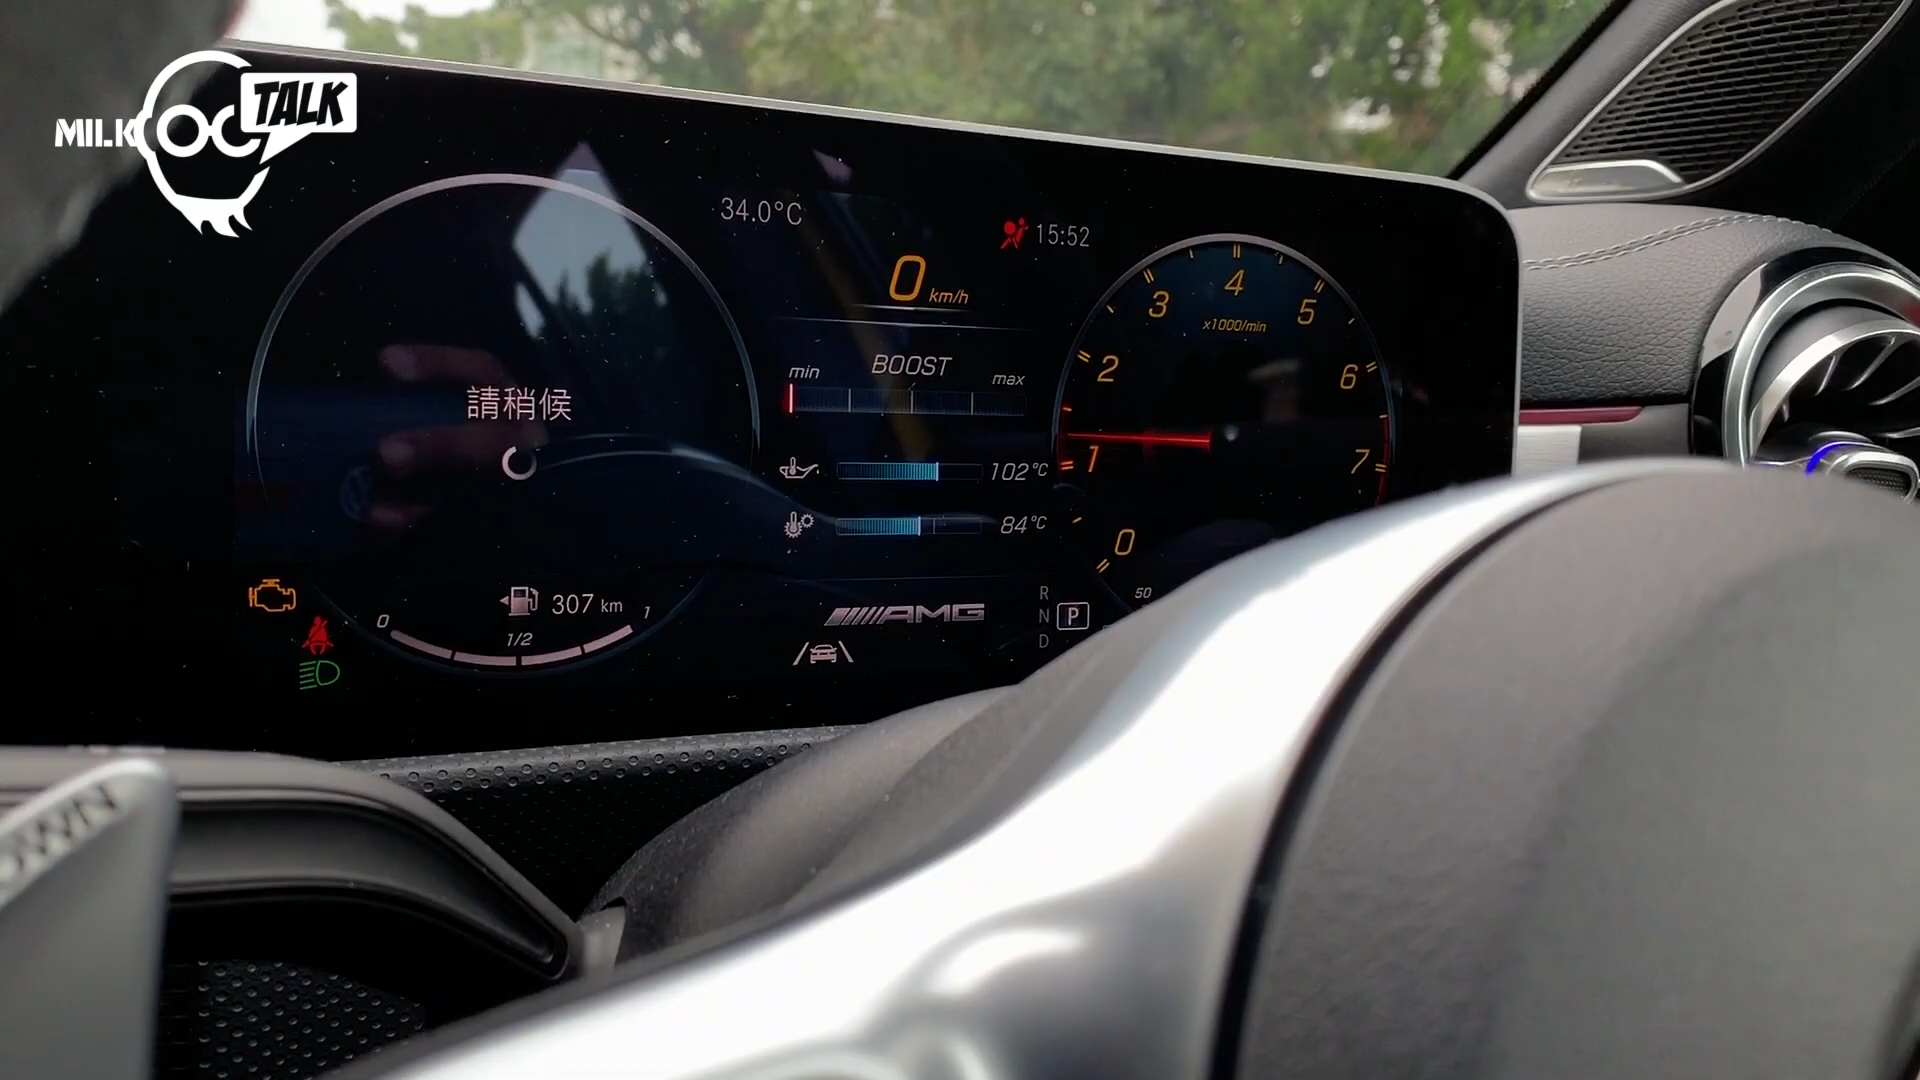 MILK TALK
34.0°C
15:52
0 km/h
BOOST
min
max
請稍候
102°C
84°C
307 km
0
1/2
1
AMG
R
N
P
D
50
0
1
2
3
4
5
6
7
x1000/min
OWN